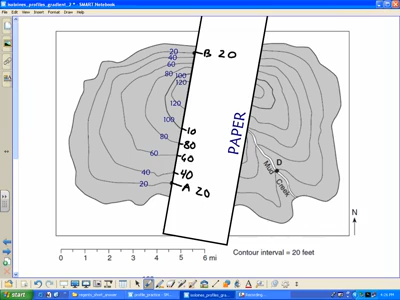 isolines_profiles_gradient_2 * - SMART Notebook
File Edit View Insert Format Draw Help
20 B 20
40
60
80 100
120
120
100 10
80 80
60 60
40 40
20 A 20
PAPER
D
Mud Creek
N
0 1 2 3 4 5 6 mi
Contour interval = 20 feet
start
Recording...